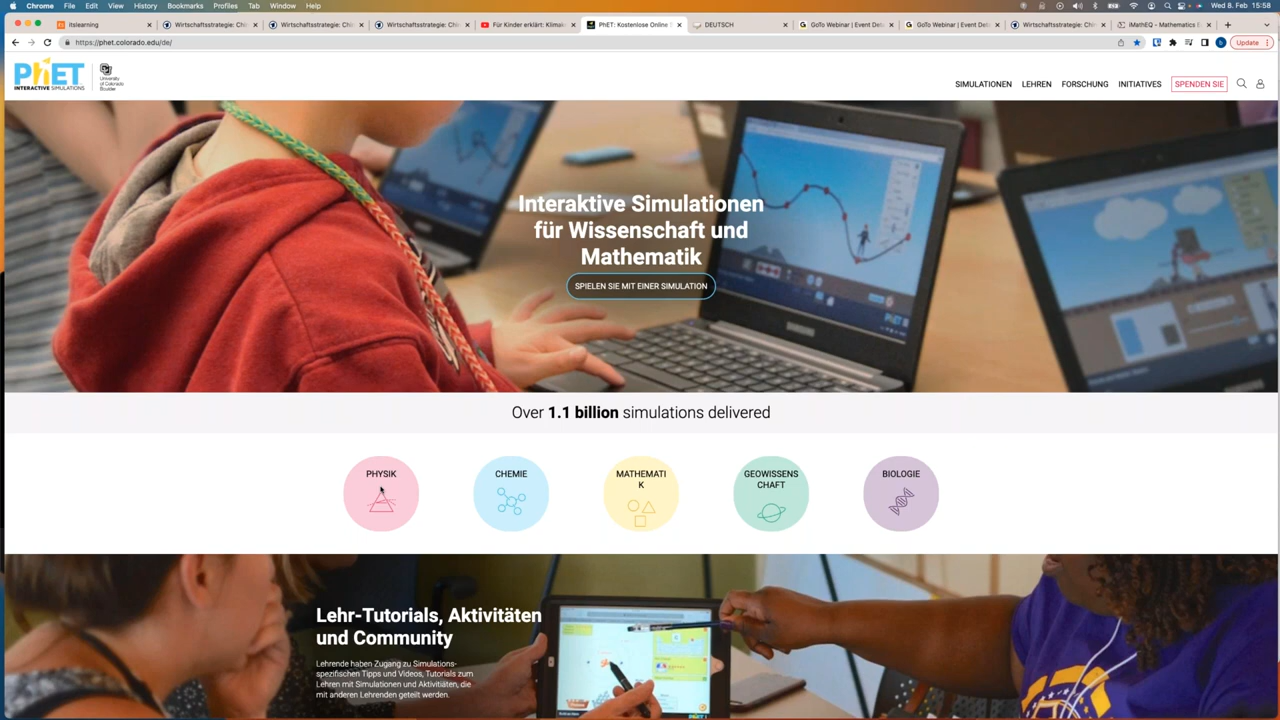 Chrome File Edit View History Bookmarks Profiles Tab Window Help
Wed 8. Feb 15:58
itslearning
Wirtschaftsstrategie: Chi
Wirtschaftsstrategie: Chi
Wirtschaftsstrategie: Chi
Für Kinder erklärt: Klima
PhET: Kostenlose Online
DEUTSCH
GoTo Webinar | Event Det
GoTo Webinar | Event Det
Wirtschaftsstrategie: Chi
iMathEQ – Mathematics E
https://phet.colorado.edu/de/
Update
PhET
INTERACTIVE SIMULATIONS
University
of Colorado
Boulder
SIMULATIONEN LEHREN FORSCHUNG INITIATIVES SPENDEN SIE
Interaktive Simulationen
für Wissenschaft und
Mathematik
SPIELEN SIE MIT EINER SIMULATION
Over 1.1 billion simulations delivered
PHYSIK
CHEMIE
MATHEMATI
K
GEOWISSENS
CHAFT
BIOLOGIE
Lehr-Tutorials, Aktivitäten
und Community
Lehrende haben Zugang zu Simulations-
spezifischen Tipps und Videos, Tutorials zum
Lehren mit Simulationen und Aktivitäten, die
mit anderen Lehrenden geteilt werden.